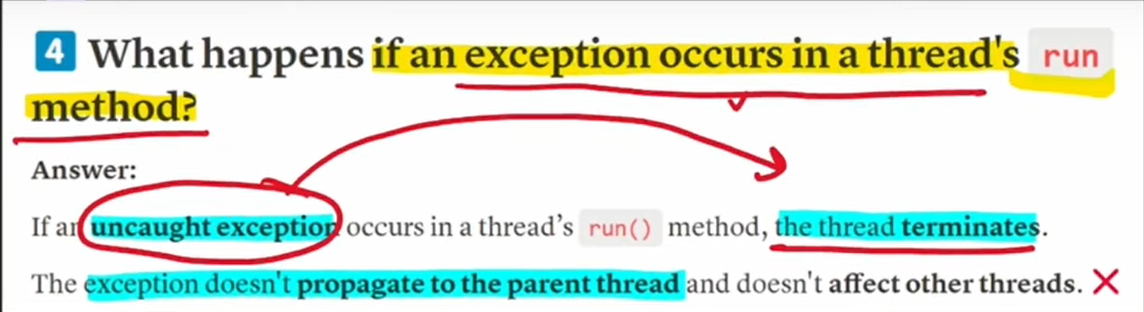 4 What happens if an exception occurs in a thread's run
method?
Answer:
If an uncaught exception occurs in a thread’s run() method, the thread terminates.
The exception doesn't propagate to the parent thread and doesn't affect other threads. ❌